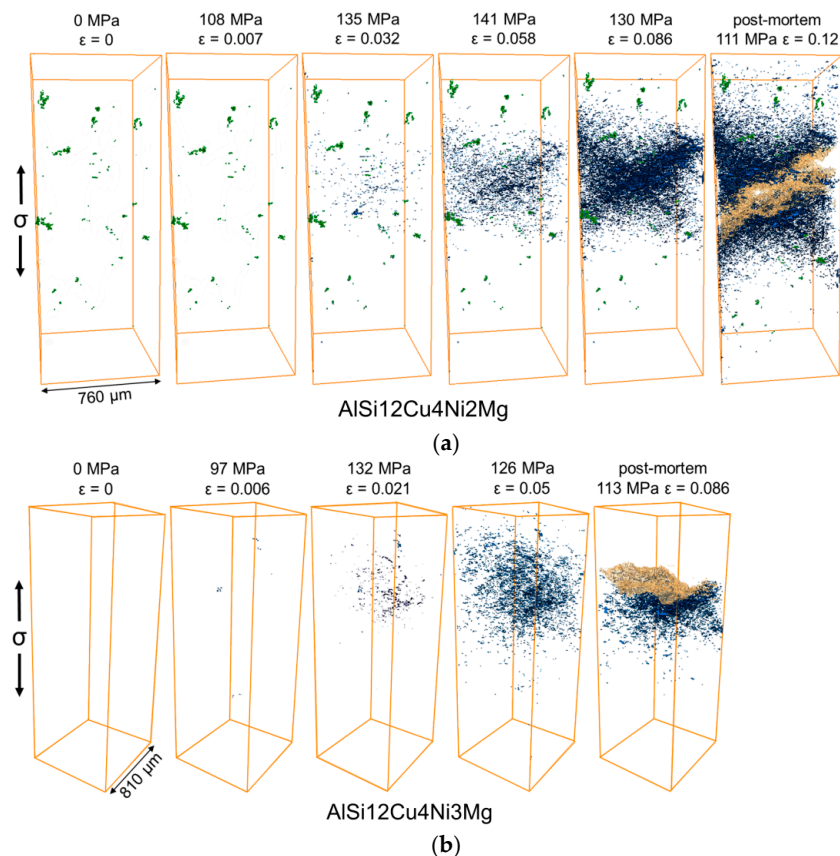 0 MPa
ε = 0
108 MPa
ε = 0.007
135 MPa
ε = 0.032
141 MPa
ε = 0.058
130 MPa
ε = 0.086
post-mortem
111 MPa ε = 0.12
σ
760 µm
AlSi12Cu4Ni2Mg
(a)
0 MPa
ε = 0
97 MPa
ε = 0.006
132 MPa
ε = 0.021
126 MPa
ε = 0.05
post-mortem
113 MPa ε = 0.086
σ
810 µm
AlSi12Cu4Ni3Mg
(b)